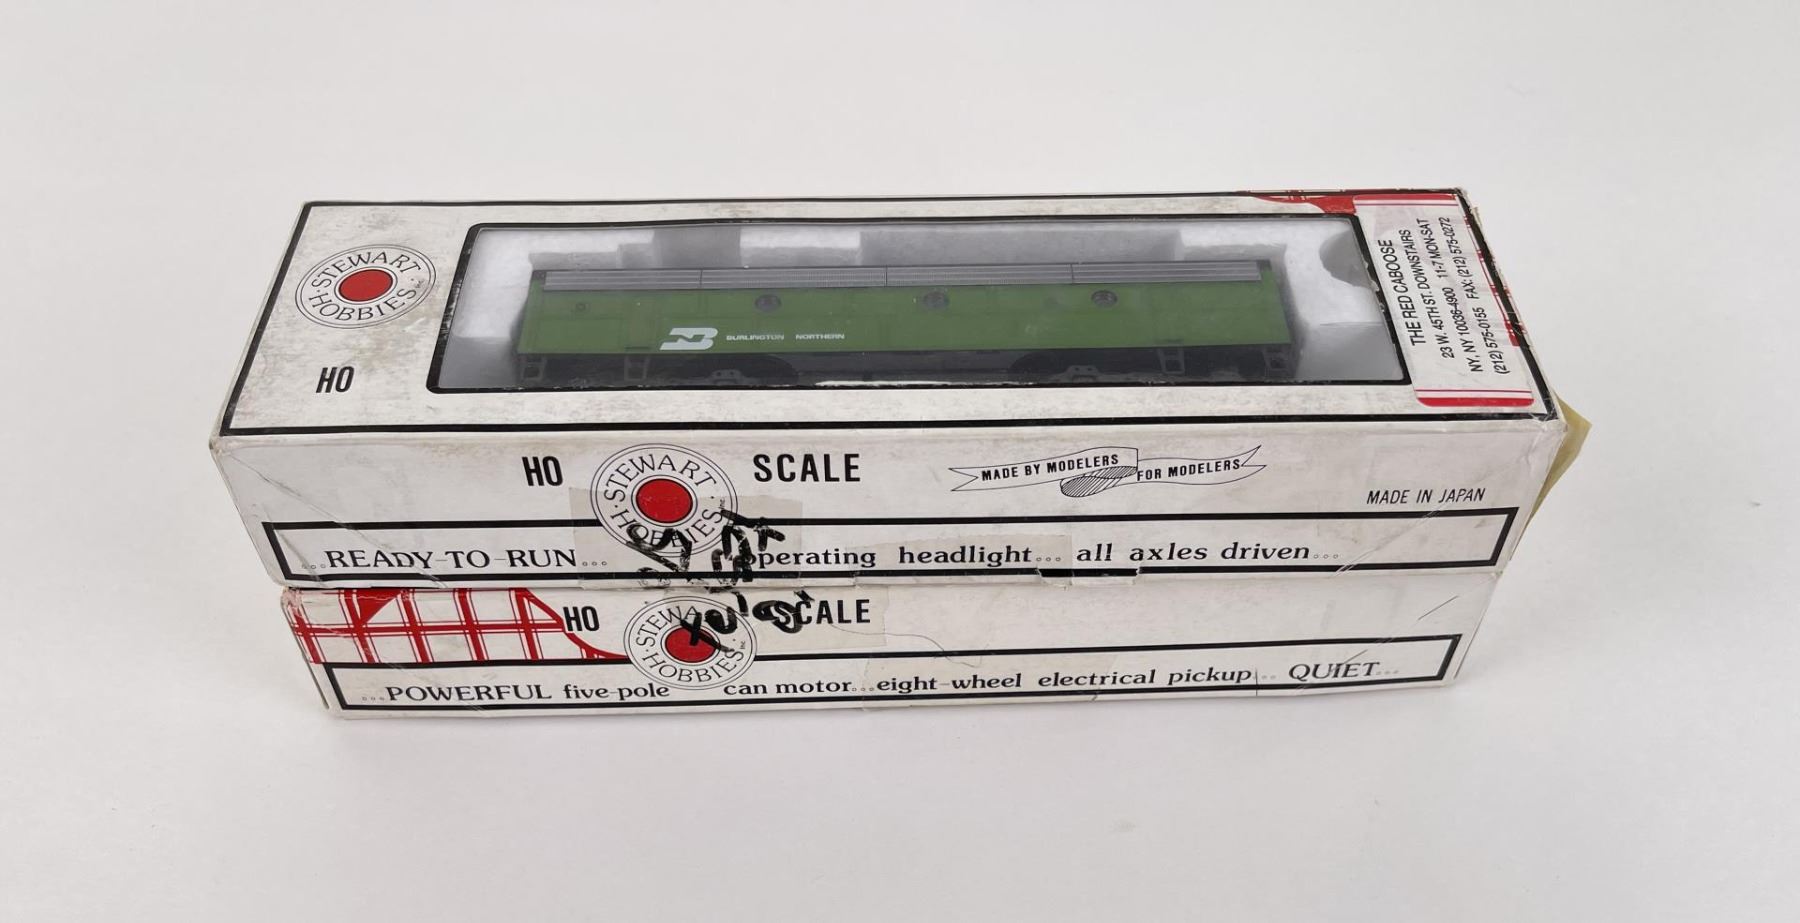 STEWART HOBBIES Inc.
HO
BURLINGTON NORTHERN
THE RED CABOOSE
23 W. 45TH ST. DOWNSTAIRS
NY, NY 10036-4900 11-7 MON-SAT
(212) 575-0155 FAX: (212) 575-0272
HO STEWART HOBBIES Inc. SCALE
MADE BY MODELERS FOR MODELERS
MADE IN JAPAN
...READY-TO-RUN... operating headlight... all axles driven...
HO STEWART HOBBIES Inc. SCALE
...POWERFUL five-pole can motor...eight-wheel electrical pickup... QUIET...